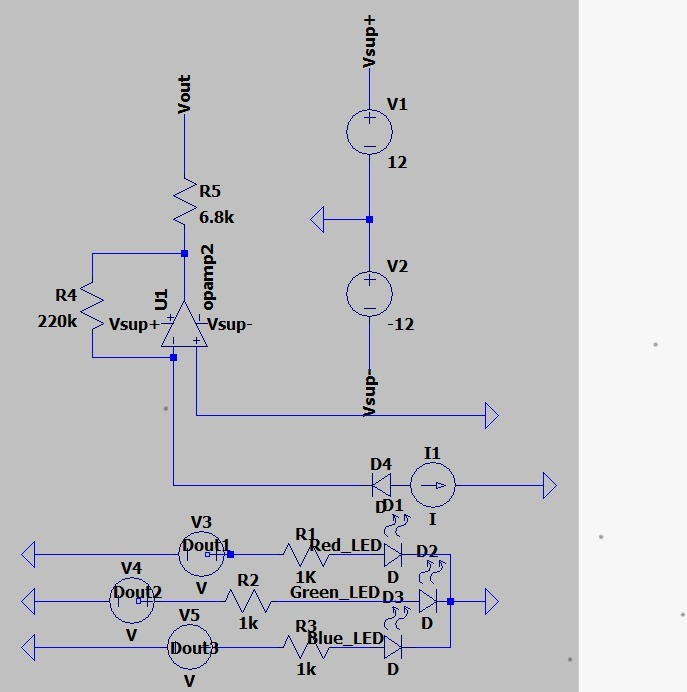 Vsup+
Vout
V1
12
R5
6.8k
V2
-12
opamp2
U1
R4
220k
Vsup+
Vsup-
Vsup-
I1
I
D4
D
D1
V3
Dout1
V
R1
1K
Red_LED
D
D2
V4
Dout2
V
R2
1k
Green_LED
D
D3
V5
Dout3
V
R3
1k
Blue_LED
D